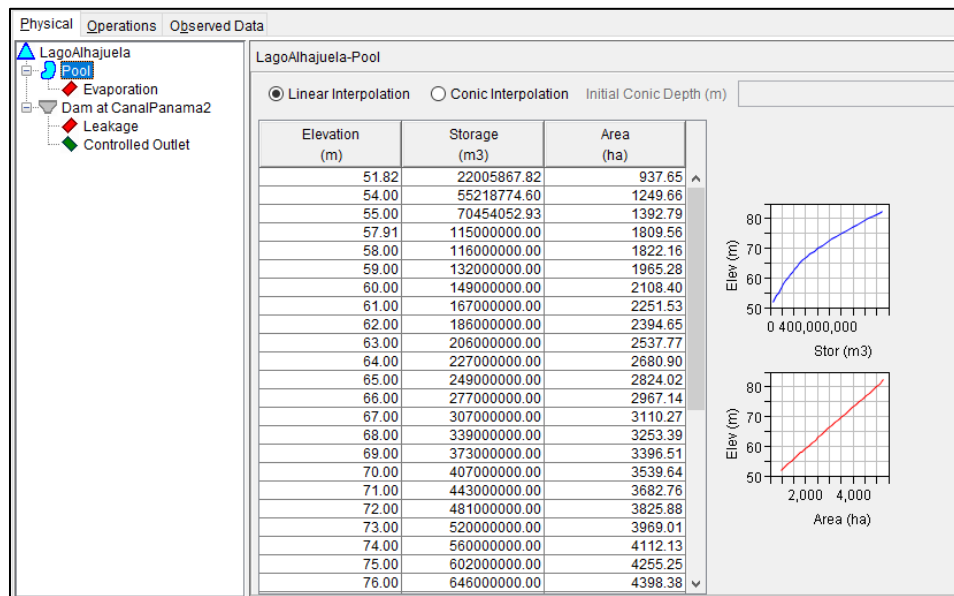 Physical Operations Observed Data
LagoAlhajuela
Pool
Evaporation
Dam at CanalPanama2
Leakage
Controlled Outlet
LagoAlhajuela-Pool
Linear Interpolation Conic Interpolation Initial Conic Depth (m)
Elevation Storage Area
(m) (m3) (ha)
51.82 22005867.82 937.65
54.00 55218774.60 1249.66
55.00 70454052.93 1392.79
57.91 115000000.00 1809.56
58.00 116000000.00 1822.16
59.00 132000000.00 1965.28
60.00 149000000.00 2108.40
61.00 167000000.00 2251.53
62.00 186000000.00 2394.65
63.00 206000000.00 2537.77
64.00 227000000.00 2680.90
65.00 249000000.00 2824.02
66.00 277000000.00 2967.14
67.00 307000000.00 3110.27
68.00 339000000.00 3253.39
69.00 373000000.00 3396.51
70.00 407000000.00 3539.64
71.00 443000000.00 3682.76
72.00 481000000.00 3825.88
73.00 520000000.00 3969.01
74.00 560000000.00 4112.13
75.00 602000000.00 4255.25
76.00 646000000.00 4398.38
80
70
60
50
Elev (m)
0 400,000,000
Stor (m3)
80
70
60
50
Elev (m)
2,000 4,000
Area (ha)